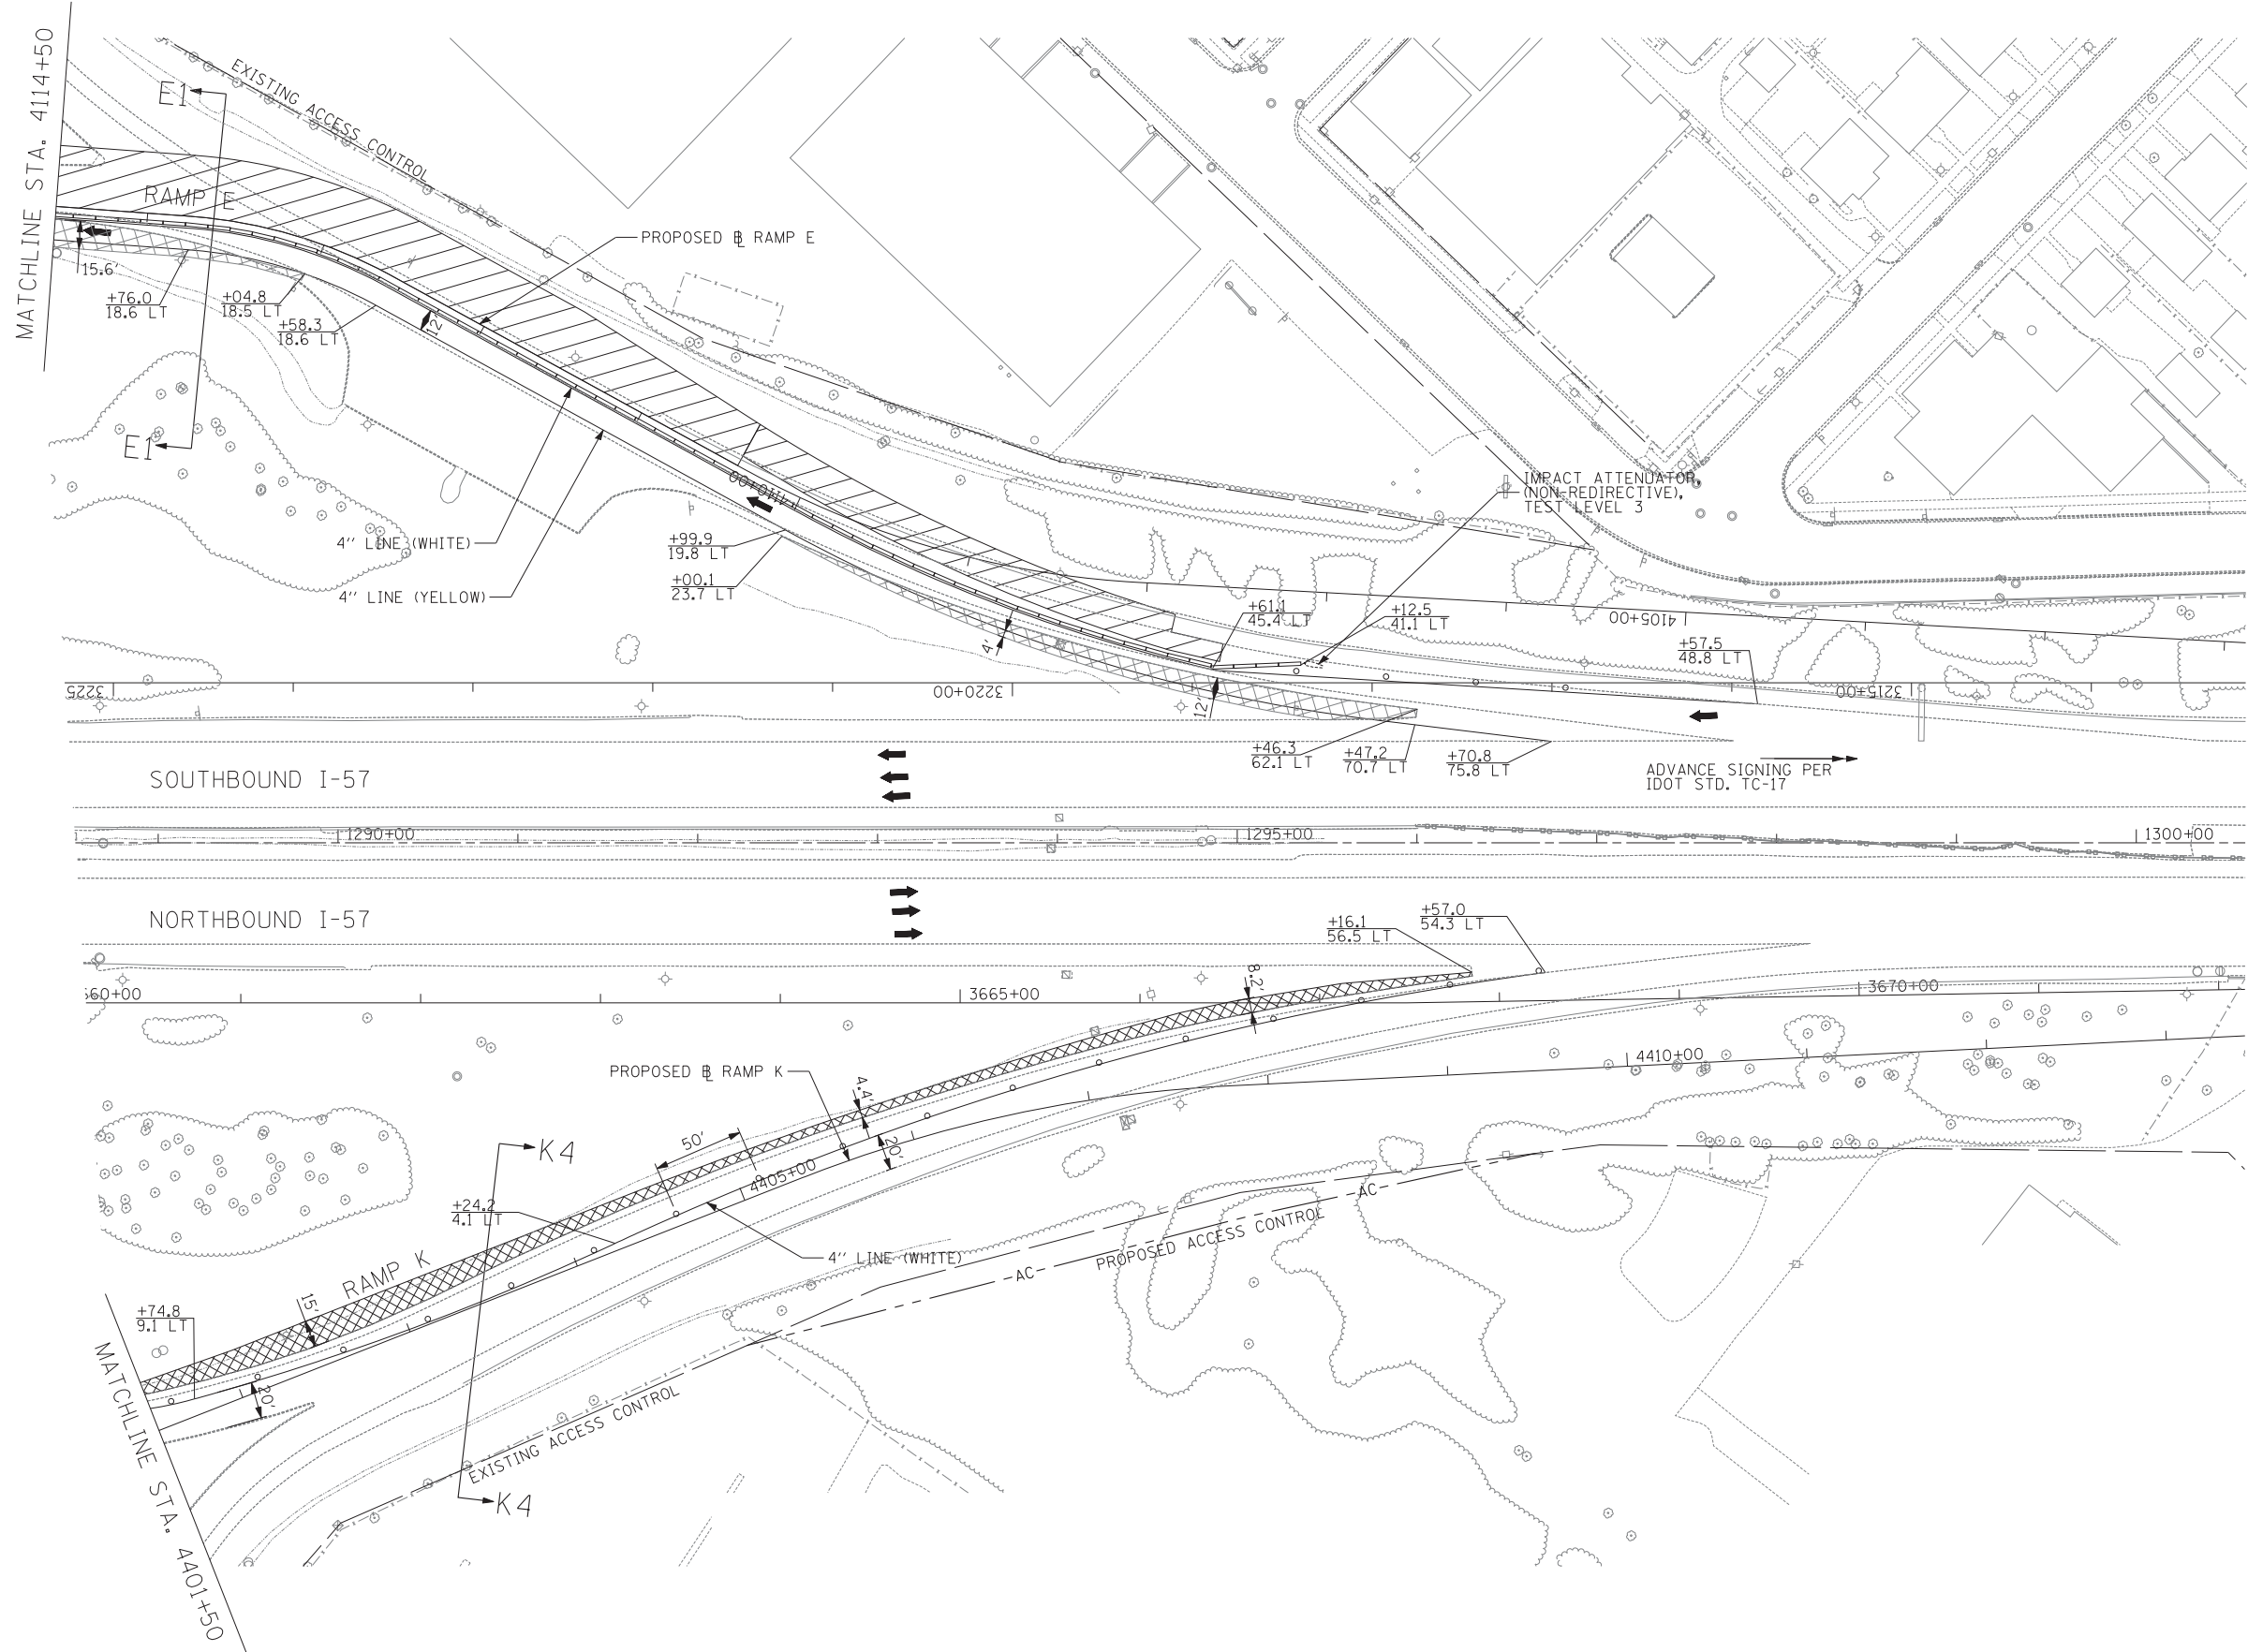 MATCHLINE STA. 4114+50
E1
EXISTING ACCESS CONTROL
RAMP E
15.6'
+76.0
18.6 LT
+04.8
18.5 LT
+58.3
18.6 LT
12'
PROPOSED BL RAMP E
E1
4'' LINE (WHITE)
4'' LINE (YELLOW)
4110+00
+99.9
19.8 LT
+00.1
23.7 LT
4'
IMPACT ATTENUATOR,
(NON-REDIRECTIVE),
TEST LEVEL 3
+61.1
45.4 LT
+12.5
41.1 LT
4105+00
+57.5
48.8 LT
3225
3220+00
3215+00
12'
+46.3
62.1 LT
+47.2
70.7 LT
+70.8
75.8 LT
ADVANCE SIGNING PER
IDOT STD. TC-17
SOUTHBOUND I-57
1290+00
1295+00
1300+00
NORTHBOUND I-57
+16.1
56.5 LT
+57.0
54.3 LT
8.2'
60+00
3665+00
3670+00
4410+00
PROPOSED BL RAMP K
4.4'
20'
50'
K4
4405+00
+24.2
4.1 LT
4'' LINE (WHITE)
AC
PROPOSED ACCESS CONTROL
AC
RAMP K
15'
+74.8
9.1 LT
20'
EXISTING ACCESS CONTROL
K4
MATCHLINE STA. 4401+50